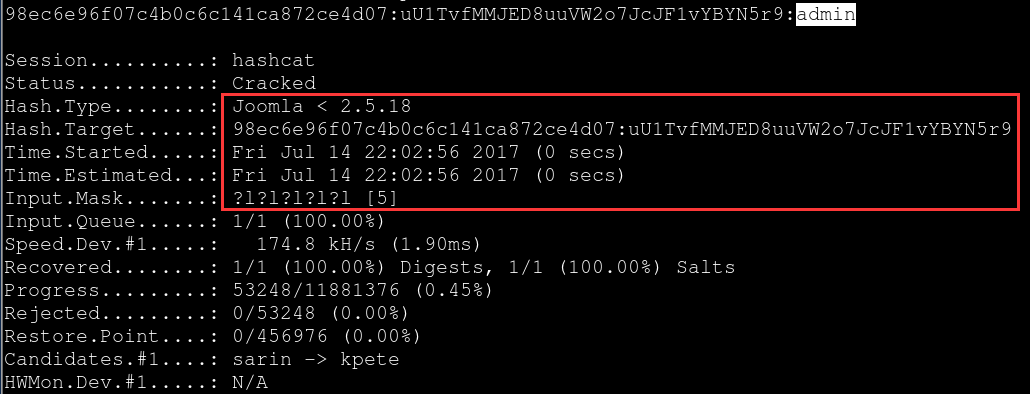 98ec6e96f07c4b0c6c141ca872ce4d07:uU1TvfMMJED8uuVW2o7JcJF1vYBYN5r9:admin
Session..........: hashcat
Status...........: Cracked
Hash.Type........: Joomla < 2.5.18
Hash.Target......: 98ec6e96f07c4b0c6c141ca872ce4d07:uU1TvfMMJED8uuVW2o7JcJF1vYBYN5r9
Time.Started.....: Fri Jul 14 22:02:56 2017 (0 secs)
Time.Estimated...: Fri Jul 14 22:02:56 2017 (0 secs)
Input.Mask.......: ?l?l?l?l?l [5]
Input.Queue......: 1/1 (100.00%)
Speed.Dev.#1.....:   174.8 kH/s (1.90ms)
Recovered........: 1/1 (100.00%) Digests, 1/1 (100.00%) Salts
Progress.........: 53248/11881376 (0.45%)
Rejected.........: 0/53248 (0.00%)
Restore.Point....: 0/456976 (0.00%)
Candidates.#1....: sarin -> kpete
HWMon.Dev.#1.....: N/A